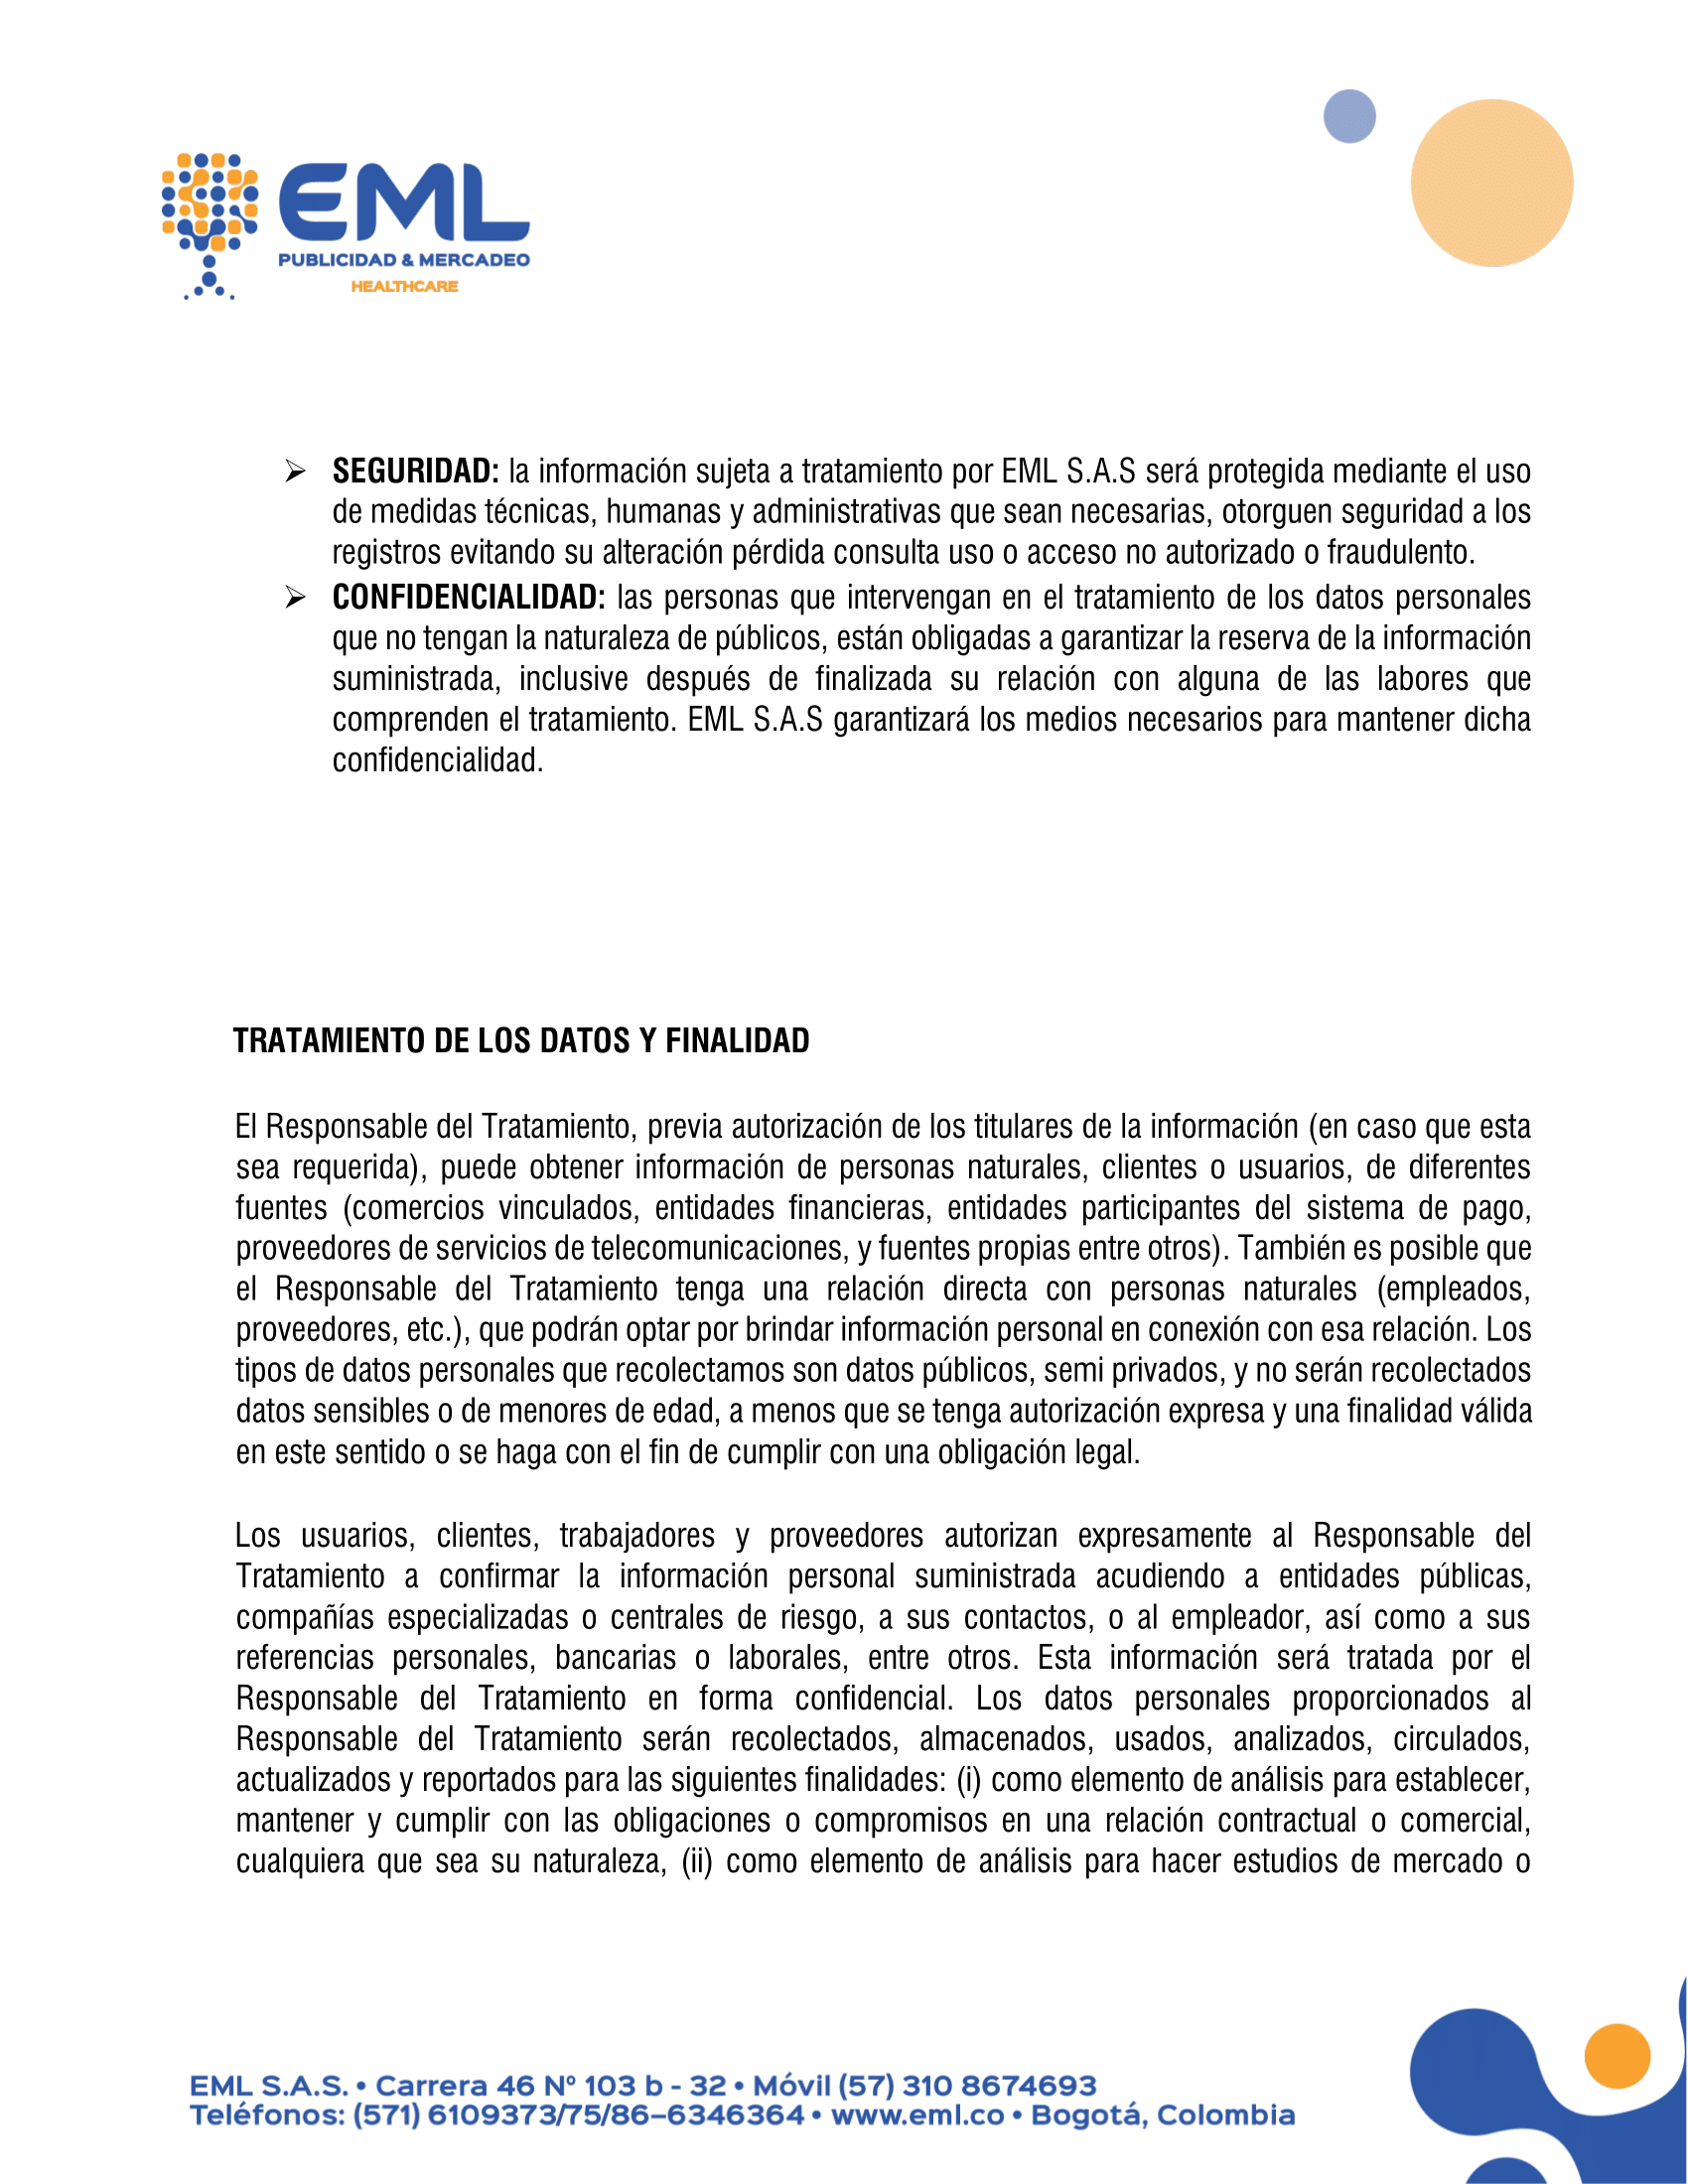 EML
PUBLICIDAD & MERCADEO
HEALTHCARE
➢ SEGURIDAD: la información sujeta a tratamiento por EML S.A.S será protegida mediante el uso
de medidas técnicas, humanas y administrativas que sean necesarias, otorguen seguridad a los
registros evitando su alteración pérdida consulta uso o acceso no autorizado o fraudulento.
➢ CONFIDENCIALIDAD: las personas que intervengan en el tratamiento de los datos personales
que no tengan la naturaleza de públicos, están obligadas a garantizar la reserva de la información
suministrada, inclusive después de finalizada su relación con alguna de las labores que
comprenden el tratamiento. EML S.A.S garantizará los medios necesarios para mantener dicha
confidencialidad.
TRATAMIENTO DE LOS DATOS Y FINALIDAD
El Responsable del Tratamiento, previa autorización de los titulares de la información (en caso que esta
sea requerida), puede obtener información de personas naturales, clientes o usuarios, de diferentes
fuentes (comercios vinculados, entidades financieras, entidades participantes del sistema de pago,
proveedores de servicios de telecomunicaciones, y fuentes propias entre otros). También es posible que
el Responsable del Tratamiento tenga una relación directa con personas naturales (empleados,
proveedores, etc.), que podrán optar por brindar información personal en conexión con esa relación. Los
tipos de datos personales que recolectamos son datos públicos, semi privados, y no serán recolectados
datos sensibles o de menores de edad, a menos que se tenga autorización expresa y una finalidad válida
en este sentido o se haga con el fin de cumplir con una obligación legal.
Los usuarios, clientes, trabajadores y proveedores autorizan expresamente al Responsable del
Tratamiento a confirmar la información personal suministrada acudiendo a entidades públicas,
compañías especializadas o centrales de riesgo, a sus contactos, o al empleador, así como a sus
referencias personales, bancarias o laborales, entre otros. Esta información será tratada por el
Responsable del Tratamiento en forma confidencial. Los datos personales proporcionados al
Responsable del Tratamiento serán recolectados, almacenados, usados, analizados, circulados,
actualizados y reportados para las siguientes finalidades: (i) como elemento de análisis para establecer,
mantener y cumplir con las obligaciones o compromisos en una relación contractual o comercial,
cualquiera que sea su naturaleza, (ii) como elemento de análisis para hacer estudios de mercado o
EML S.A.S. • Carrera 46 Nº 103 b - 32 • Móvil (57) 310 8674693
Teléfonos: (571) 6109373/75/86–6346364 • www.eml.co • Bogotá, Colombia